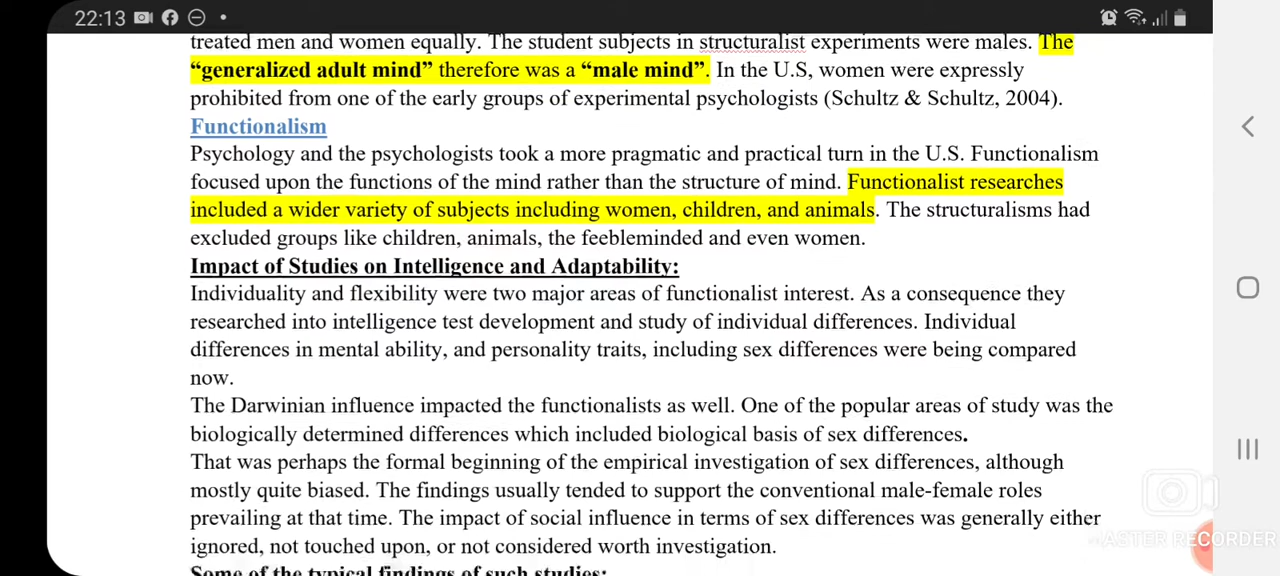 22:13
treated men and women equally. The student subjects in structuralist experiments were males. The
“generalized adult mind” therefore was a “male mind”. In the U.S, women were expressly
prohibited from one of the early groups of experimental psychologists (Schultz & Schultz, 2004).
Functionalism
Psychology and the psychologists took a more pragmatic and practical turn in the U.S. Functionalism
focused upon the functions of the mind rather than the structure of mind. Functionalist researches
included a wider variety of subjects including women, children, and animals. The structuralisms had
excluded groups like children, animals, the feebleminded and even women.
Impact of Studies on Intelligence and Adaptability:
Individuality and flexibility were two major areas of functionalist interest. As a consequence they
researched into intelligence test development and study of individual differences. Individual
differences in mental ability, and personality traits, including sex differences were being compared
now.
The Darwinian influence impacted the functionalists as well. One of the popular areas of study was the
biologically determined differences which included biological basis of sex differences.
That was perhaps the formal beginning of the empirical investigation of sex differences, although
mostly quite biased. The findings usually tended to support the conventional male-female roles
prevailing at that time. The impact of social influence in terms of sex differences was generally either
ignored, not touched upon, or not considered worth investigation.
Some of the typical findings of such studies:
MASTER RECORDER